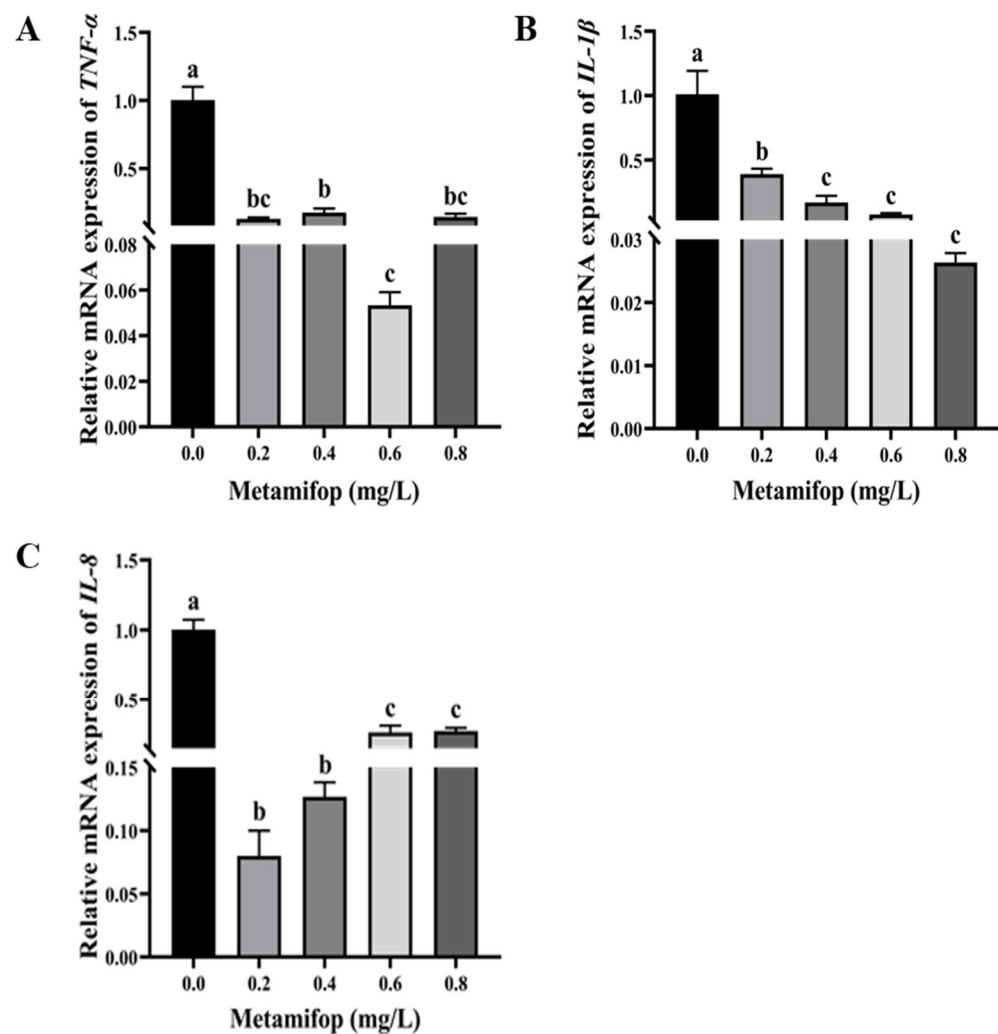 A
Relative mRNA expression of TNF-α
1.5
1.0
0.5
0.08
0.06
0.04
0.02
0.00
a
bc
b
c
bc
0.0 0.2 0.4 0.6 0.8
Metamifop (mg/L)
B
Relative mRNA expression of IL-1β
1.5
1.0
0.5
0.03
0.02
0.01
0.00
a
b
c
c
c
0.0 0.2 0.4 0.6 0.8
Metamifop (mg/L)
C
Relative mRNA expression of IL-8
1.5
1.0
0.5
0.15
0.10
0.05
0.00
a
b
b
c
c
0.0 0.2 0.4 0.6 0.8
Metamifop (mg/L)